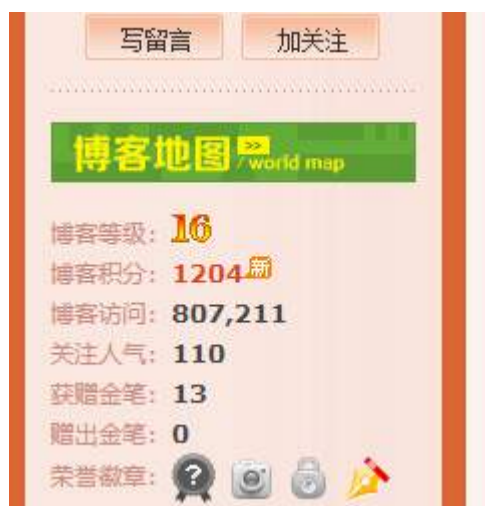 写留言 加关注
博客地图 >> /world map
博客等级: 16
博客积分: 1204 新
博客访问: 807,211
关注人气: 110
获赠金笔: 13
赠出金笔: 0
荣誉徽章: ?